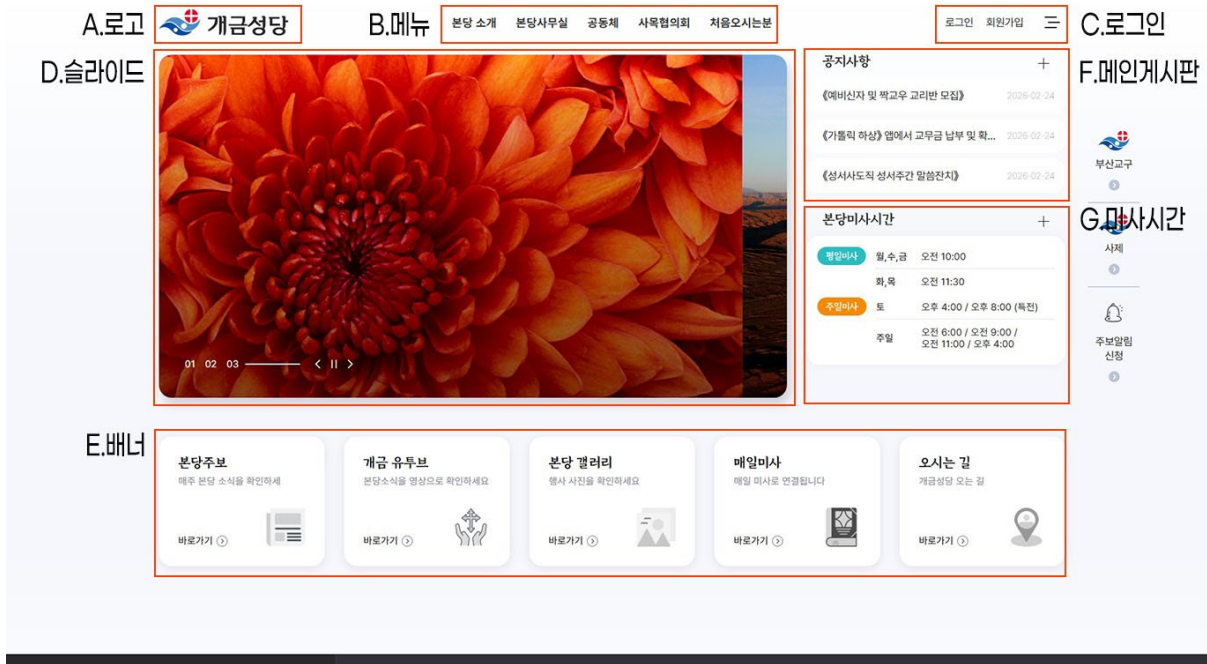 A.로고
개금성당
B.메뉴
본당 소개 본당사무실 공동체 사목협의회 처음오시는분
로그인 회원가입
C.로그인
D.슬라이드
01 02 03
공지사항
F.메인게시판
《예비신자 및 짝교우 교리반 모집》 2026-02-24
《가톨릭 하상》 앱에서 교무금 납부 및 확... 2026-02-24
《성서사도직 성서주간 말씀잔치》 2026-02-24
본당미사시간
평일미사 월,수,금 오전 10:00
화,목 오전 11:30
주일미사 토 오후 4:00 / 오후 8:00 (특전)
주일 오전 6:00 / 오전 9:00 /
오전 11:00 / 오후 4:00
부산교구
G.미사시간
사제
주보알림
신청
E.배너
본당주보
매주 본당 소식을 확인하세
바로가기
개금 유투브
본당소식을 영상으로 확인하세요
바로가기
본당 갤러리
행사 사진을 확인하세요
바로가기
매일미사
매일 미사로 연결됩니다
바로가기
오시는 길
개금성당 오는 길
바로가기